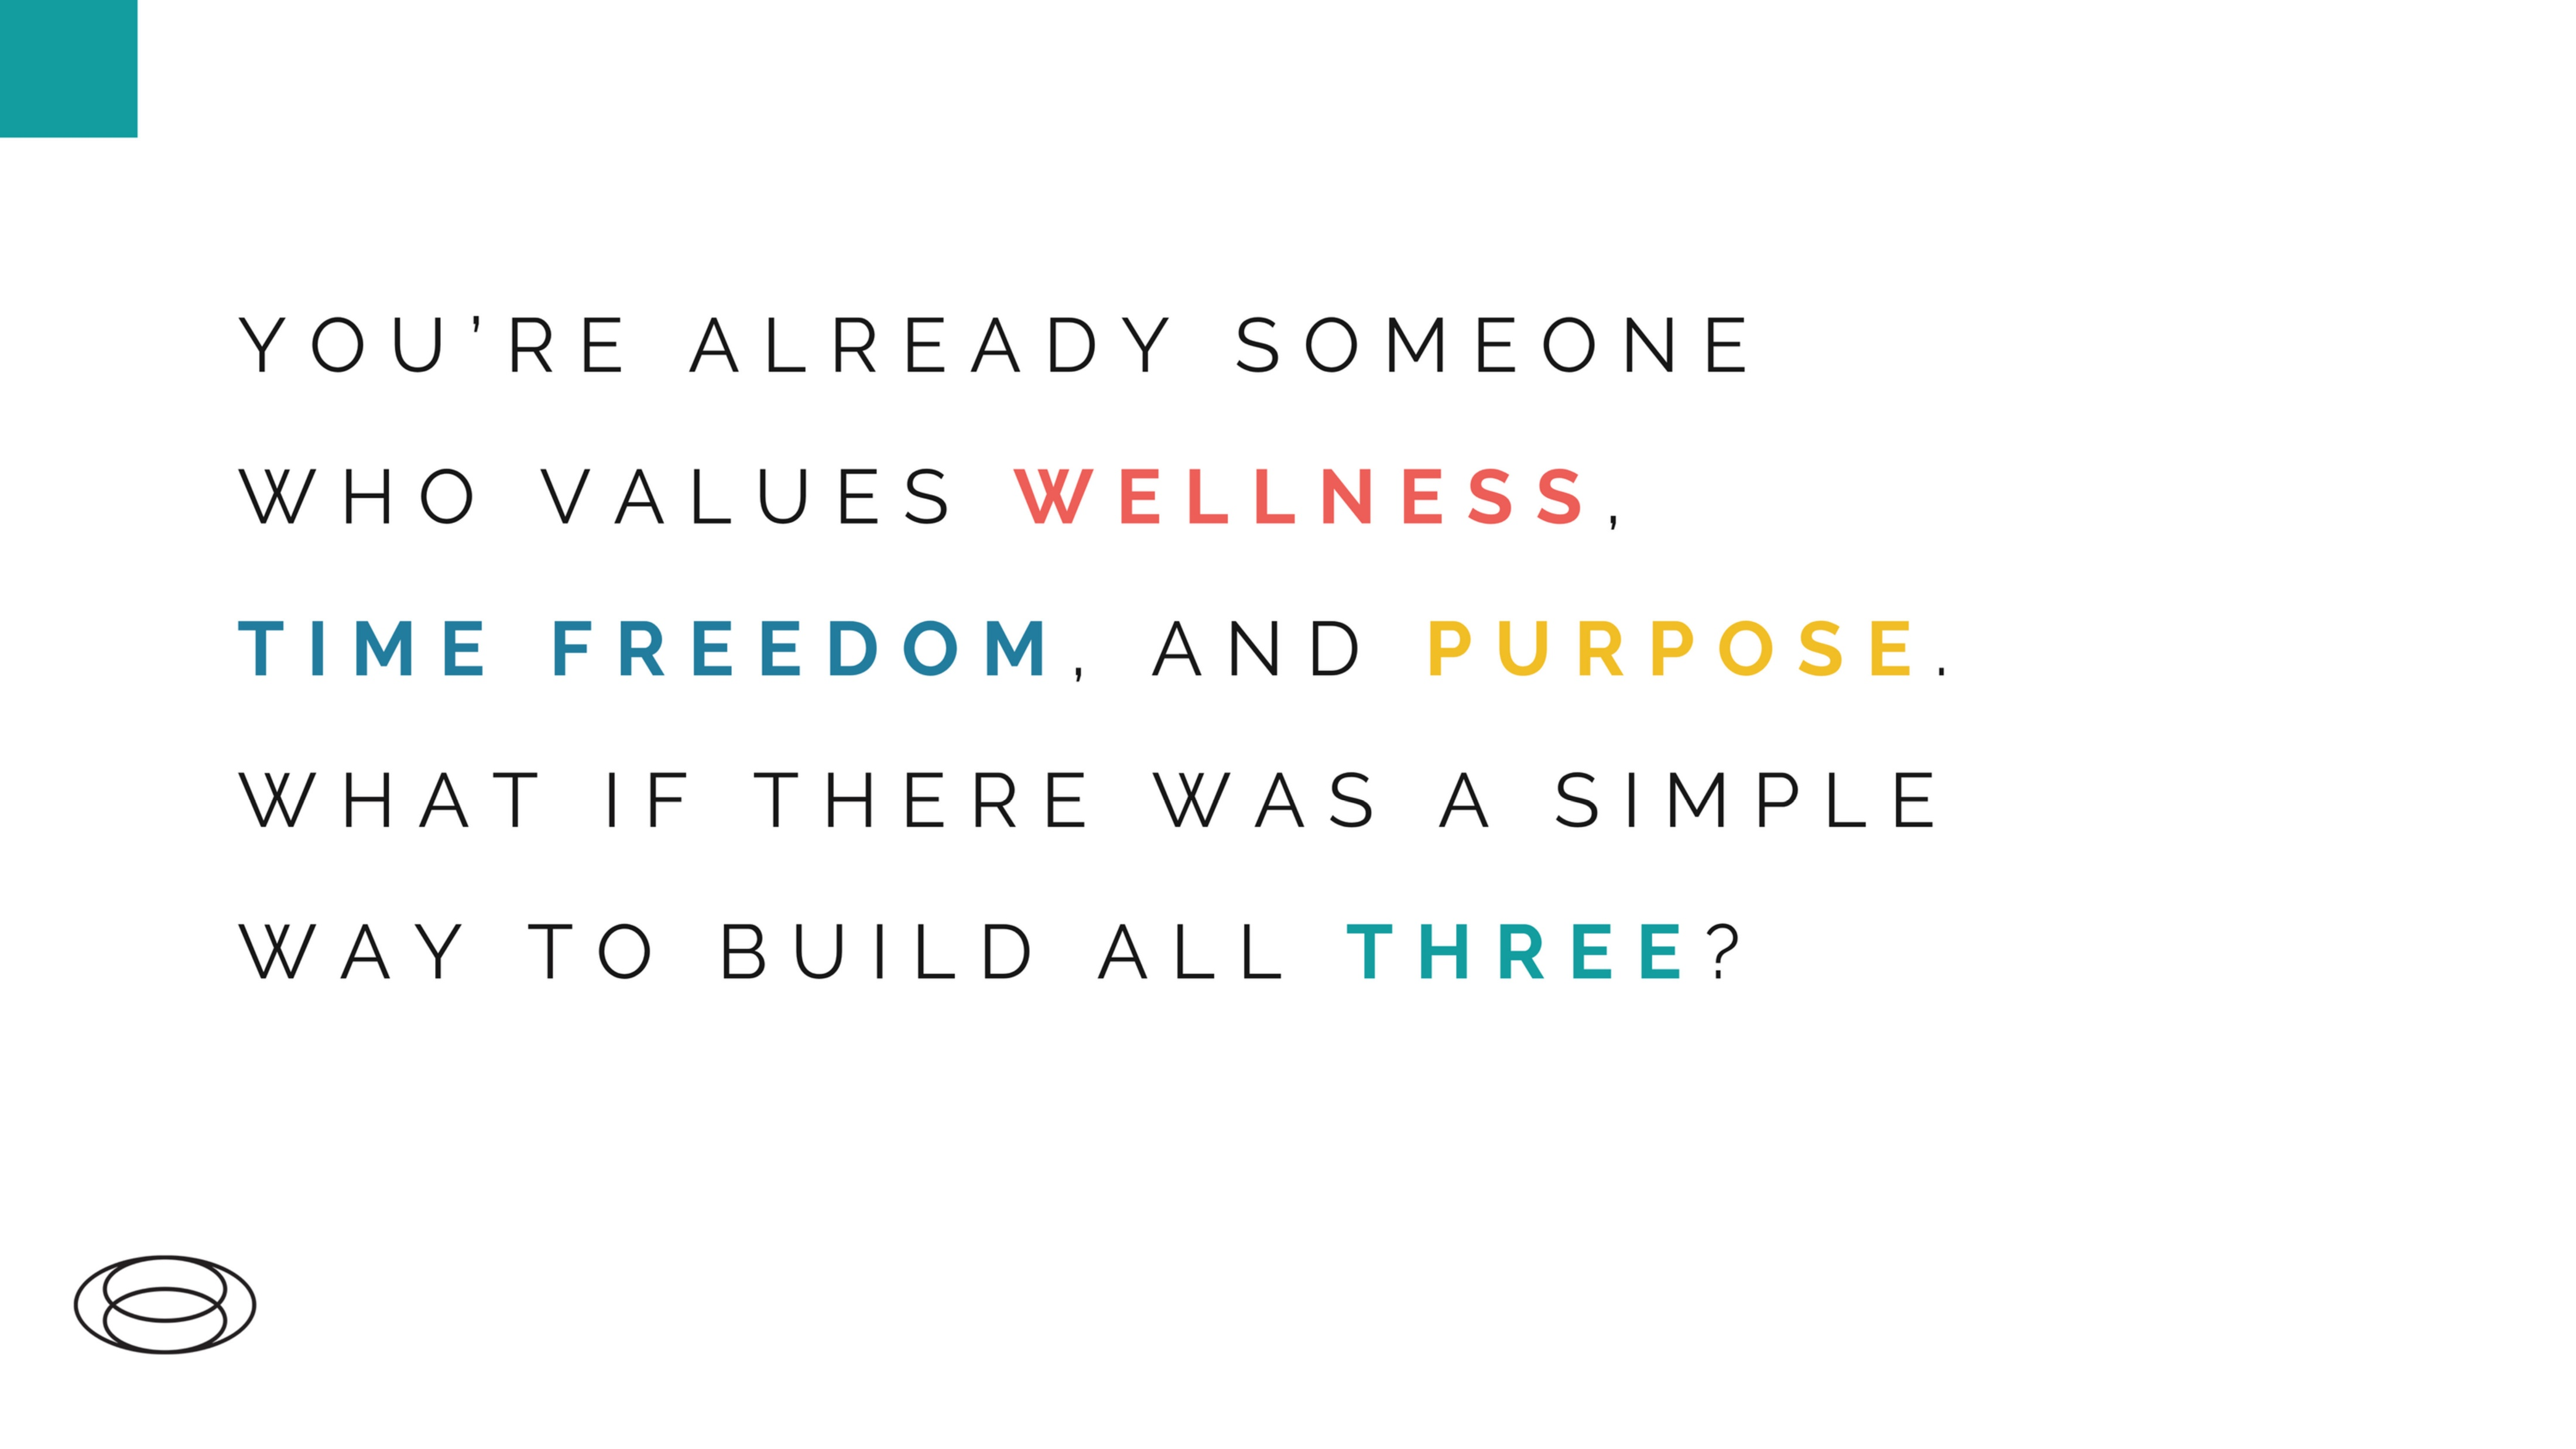 YOU’RE ALREADY SOMEONE
WHO VALUES WELLNESS,
TIME FREEDOM, AND PURPOSE.
WHAT IF THERE WAS A SIMPLE
WAY TO BUILD ALL THREE?